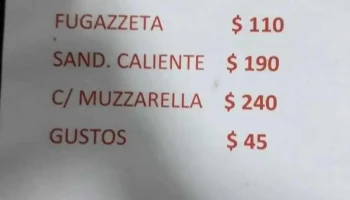 FUGAZZETA $ 110
SAND. CALIENTE $ 190
C/ MUZZARELLA $ 240
GUSTOS $ 45